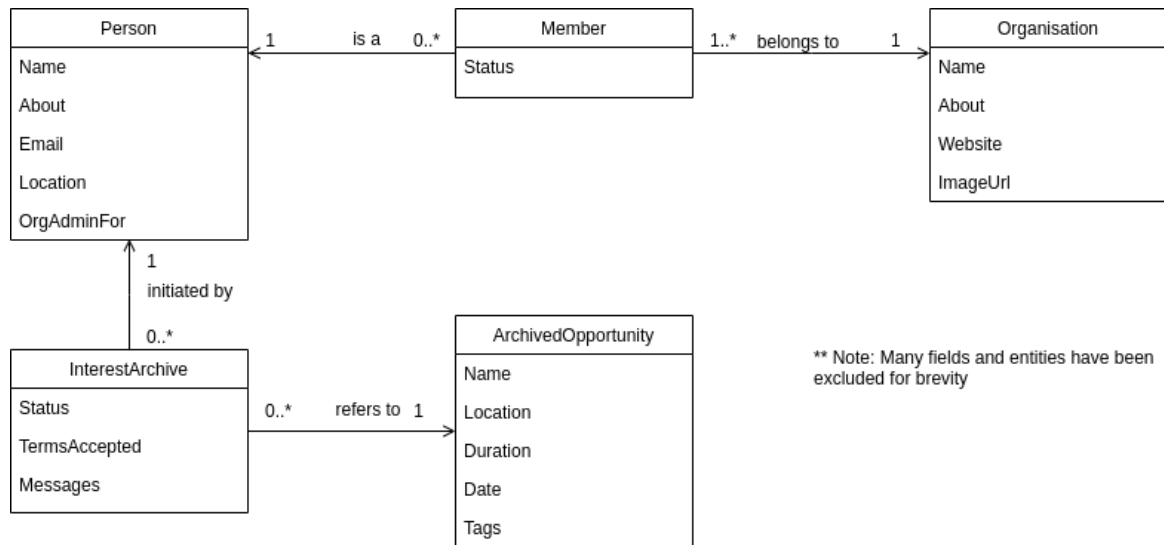 Person
Name
About
Email
Location
OrgAdminFor
1 is a 0..*
Member
Status
1..* belongs to 1
Organisation
Name
About
Website
ImageUrl
1
initiated by
0..*
InterestArchive
Status
TermsAccepted
Messages
0..* refers to 1
ArchivedOpportunity
Name
Location
Duration
Date
Tags
** Note: Many fields and entities have been
excluded for brevity